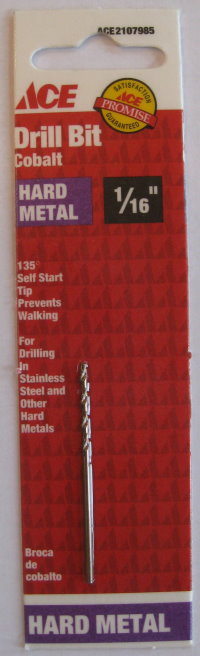 ACE2107985
ACE
SATISFACTION
ACE
PROMISE
GUARANTEED
Drill Bit
Cobalt
HARD
METAL
1/16"
135°
Self Start
Tip
Prevents
Walking
For
Drilling
in
Stainless
Steel and
Other
Hard
Metals
Broca
de
cobalto
HARD METAL